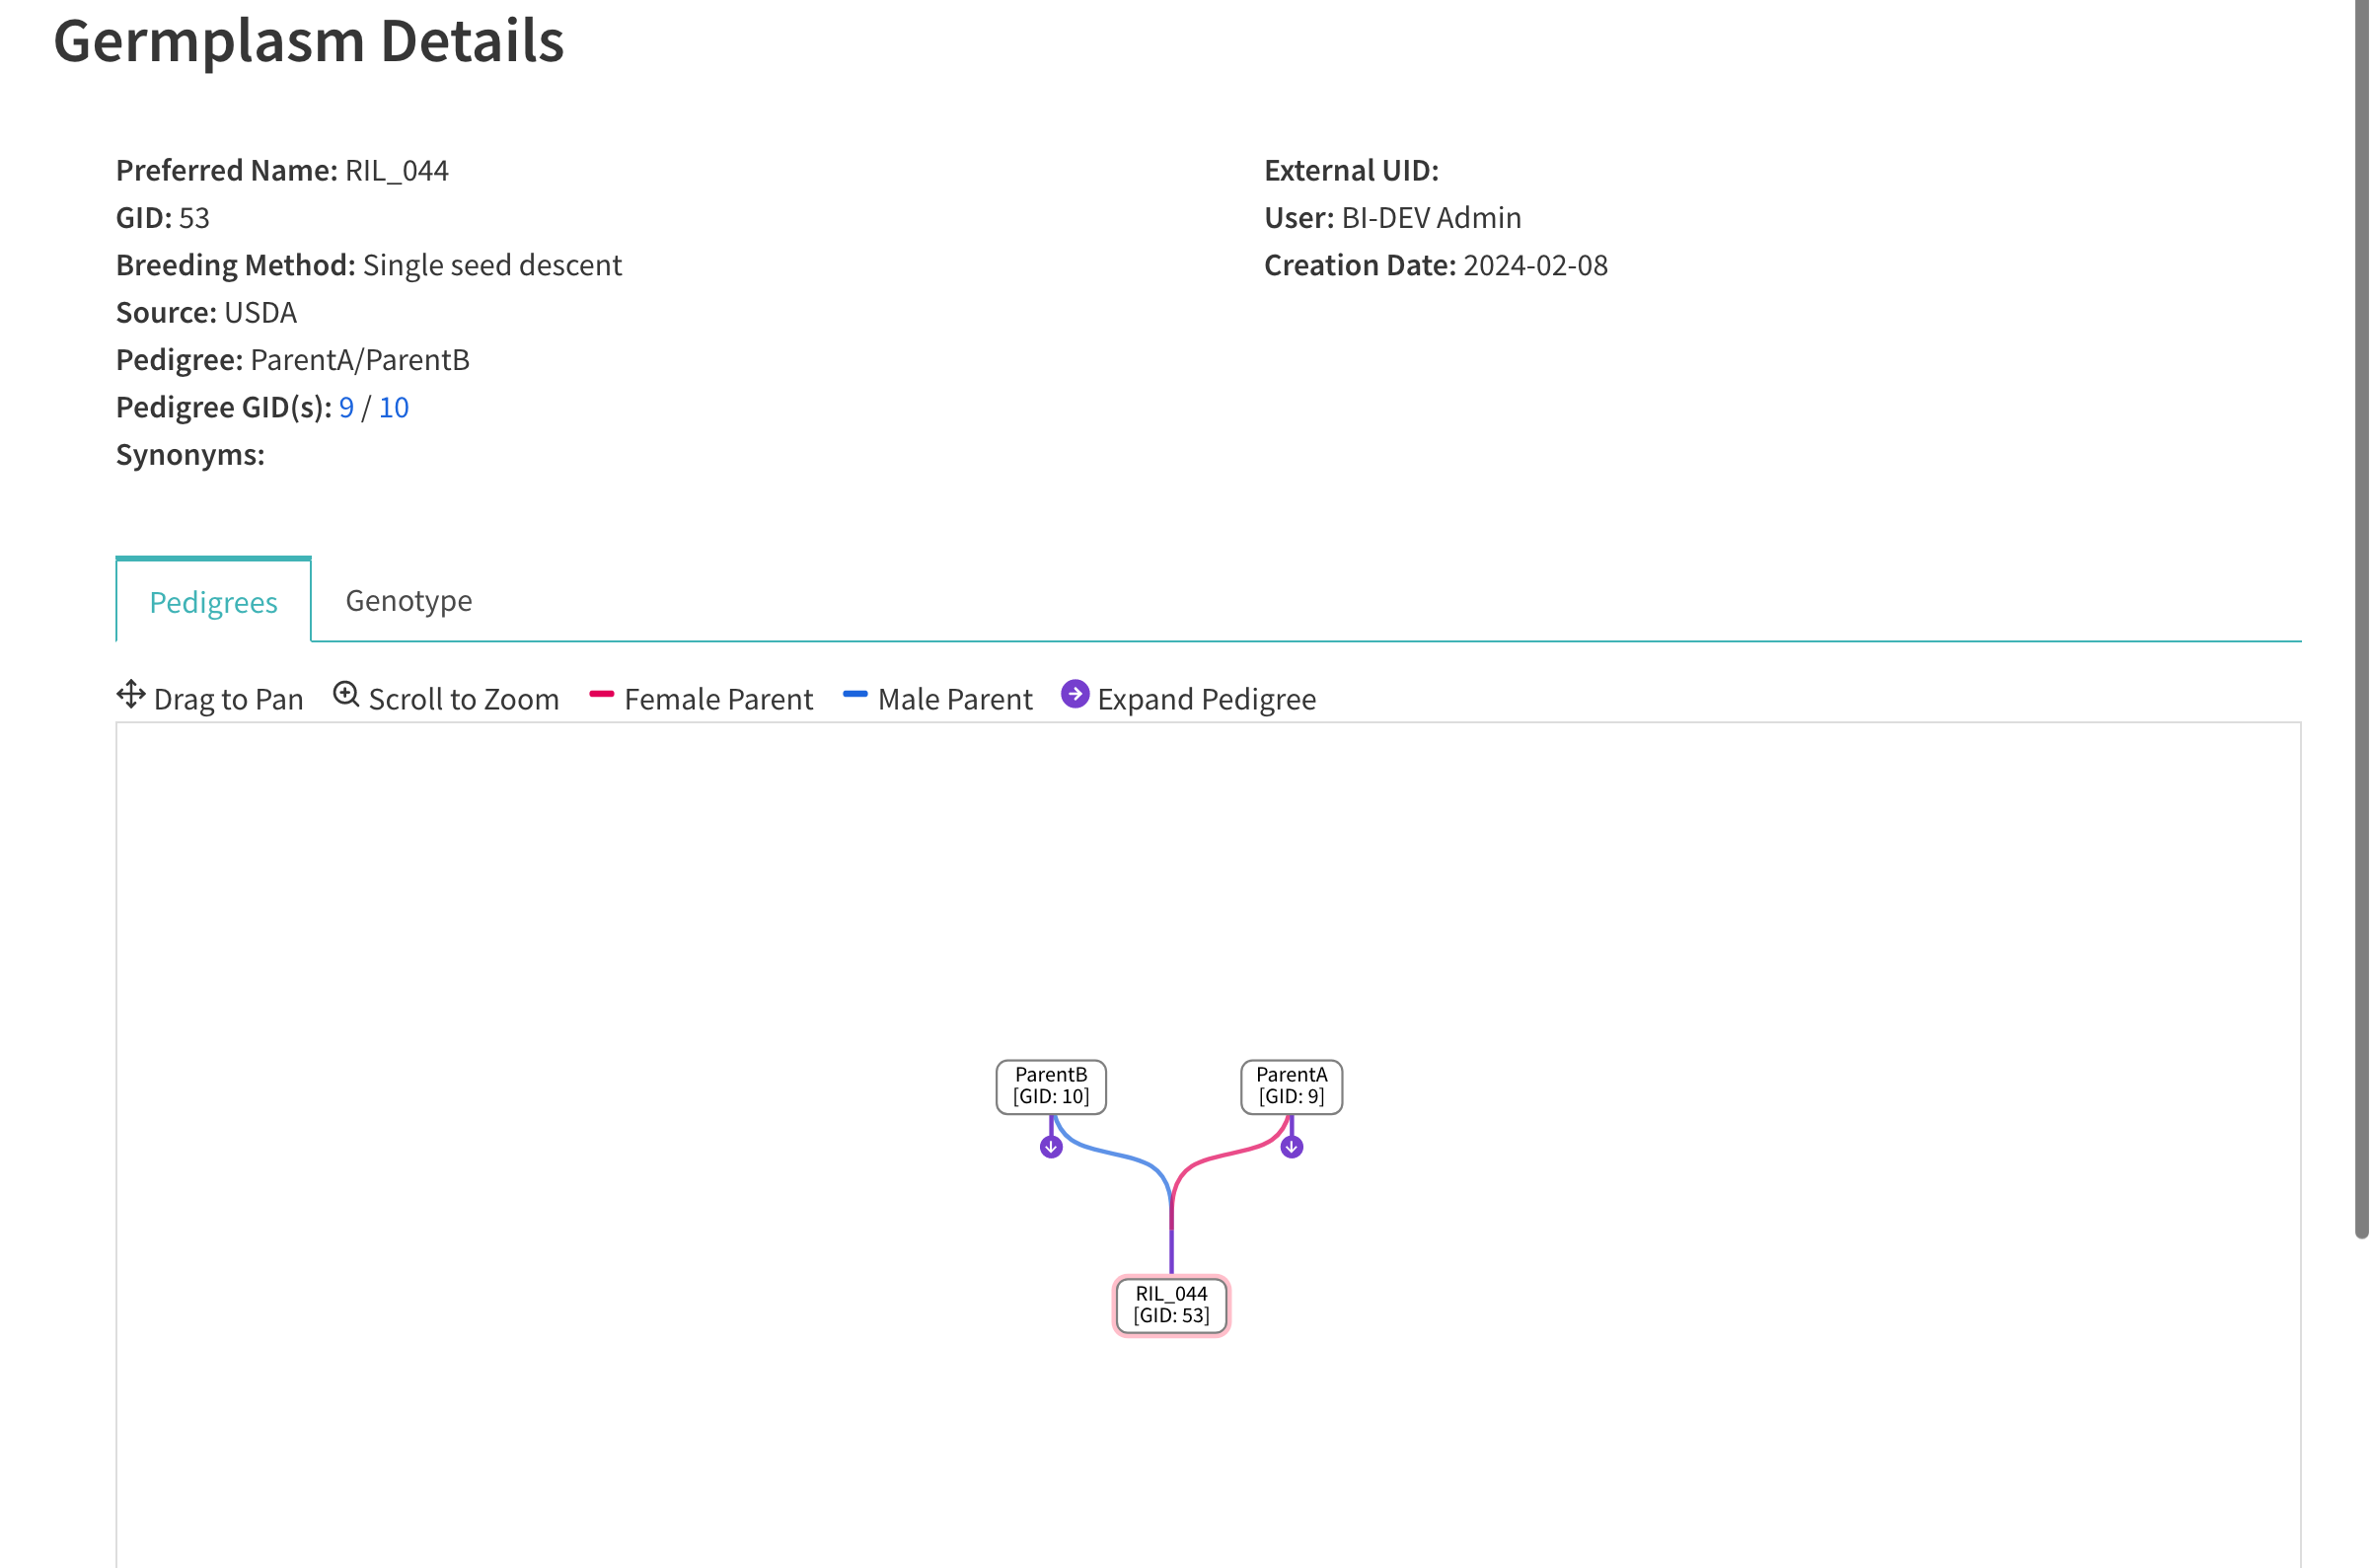 Germplasm Details
Preferred Name: RIL_044
GID: 53
Breeding Method: Single seed descent
Source: USDA
Pedigree: ParentA/ParentB
Pedigree GID(s): 9 / 10
Synonyms:
External UID:
User: BI-DEV Admin
Creation Date: 2024-02-08
Pedigrees
Genotype
Drag to Pan
Scroll to Zoom
Female Parent
Male Parent
Expand Pedigree
ParentB
[GID: 10]
ParentA
[GID: 9]
RIL_044
[GID: 53]